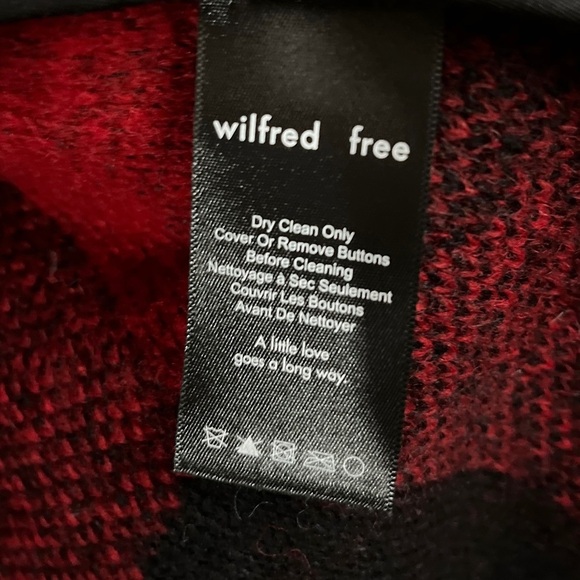 wilfred free
Dry Clean Only
Cover Or Remove Buttons
Before Cleaning
Nettoyage à Sec Seulement
Couvrir Les Boutons
Avant De Nettoyer
A little love
goes a long way.